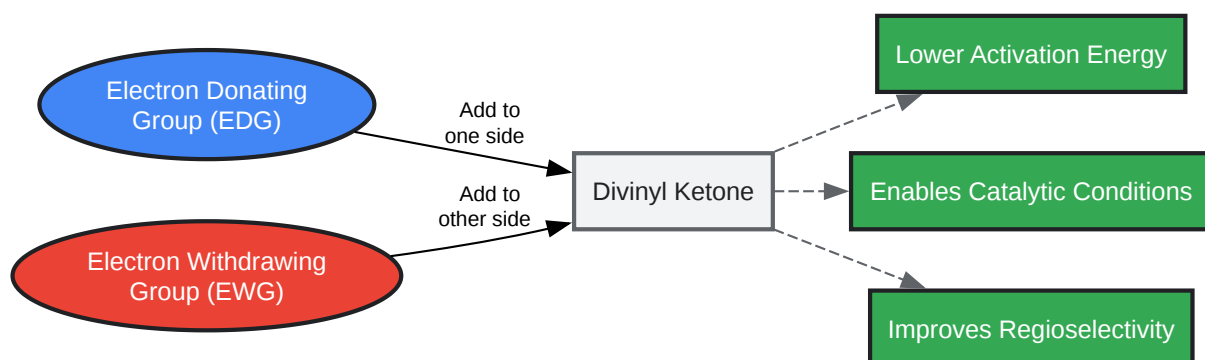 Electron Donating
Group (EDG)
Add to
one side
Electron Withdrawing
Group (EWG)
Add to
other side
Divinyl Ketone
Lower Activation Energy
Enables Catalytic Conditions
Improves Regioselectivity